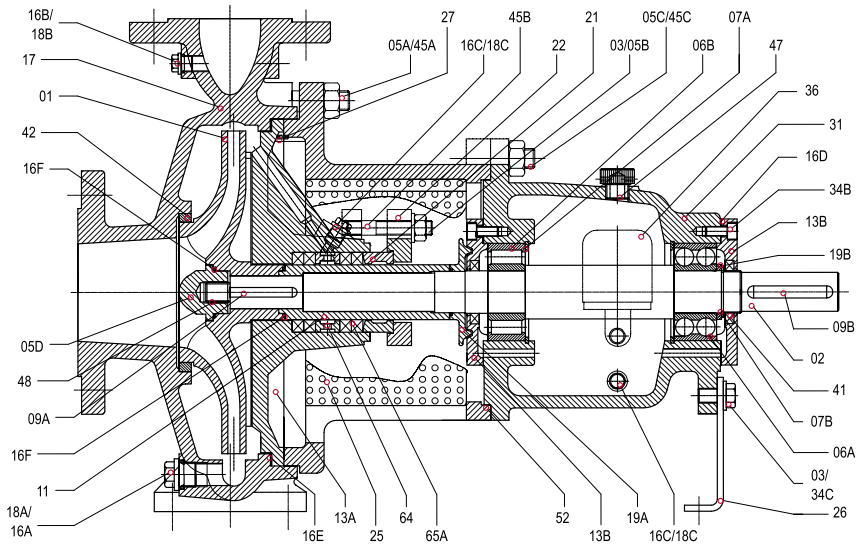 16B/
18B
17
01
42
16F
05D
48
09A
16F
11
18A/
16A
05A/45A
27
16C/18C
45B
22
21
03/05B
05C/45C
06B
07A
47
36
31
16D
34B
13B
19B
09B
02
41
07B
06A
03/
34C
26
16E
13A
25
64
65A
52
13B
19A
16C/18C